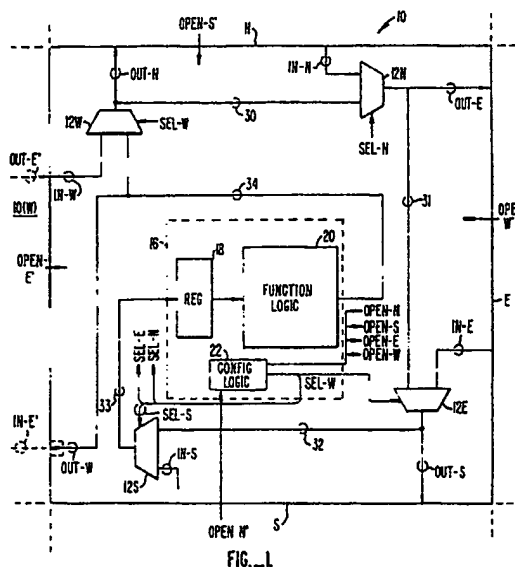 OPEN-S'
10
N
OUT-N
IN-N
12N
OUT-E
12W
SEL-W
30
SEL-N
OUT-E'
IN-W
34
31
10(W)
OPEN-
E'
OPEN
W'
16
18
20
REG
FUNCTION
LOGIC
E
OPEN-N
OPEN-S
OPEN-E
OPEN-W
IN-E
SEL-E
SEL-N
22
CONFIG
LOGIC
SEL-W
33
SEL-S
12E
IN-E'
OUT-W
IN-S
32
12S
OUT-S
OPEN N'
S
FIG._1.